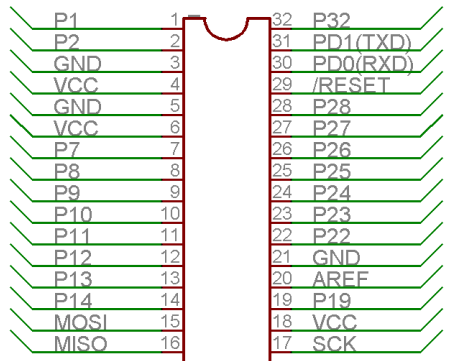 P1 1 32 P32
P2 2 31 PD1(TXD)
GND 3 30 PD0(RXD)
VCC 4 29 /RESET
GND 5 28 P28
VCC 6 27 P27
P7 7 26 P26
P8 8 25 P25
P9 9 24 P24
P10 10 23 P23
P11 11 22 P22
P12 12 21 GND
P13 13 20 AREF
P14 14 19 P19
MOSI 15 18 VCC
MISO 16 17 SCK